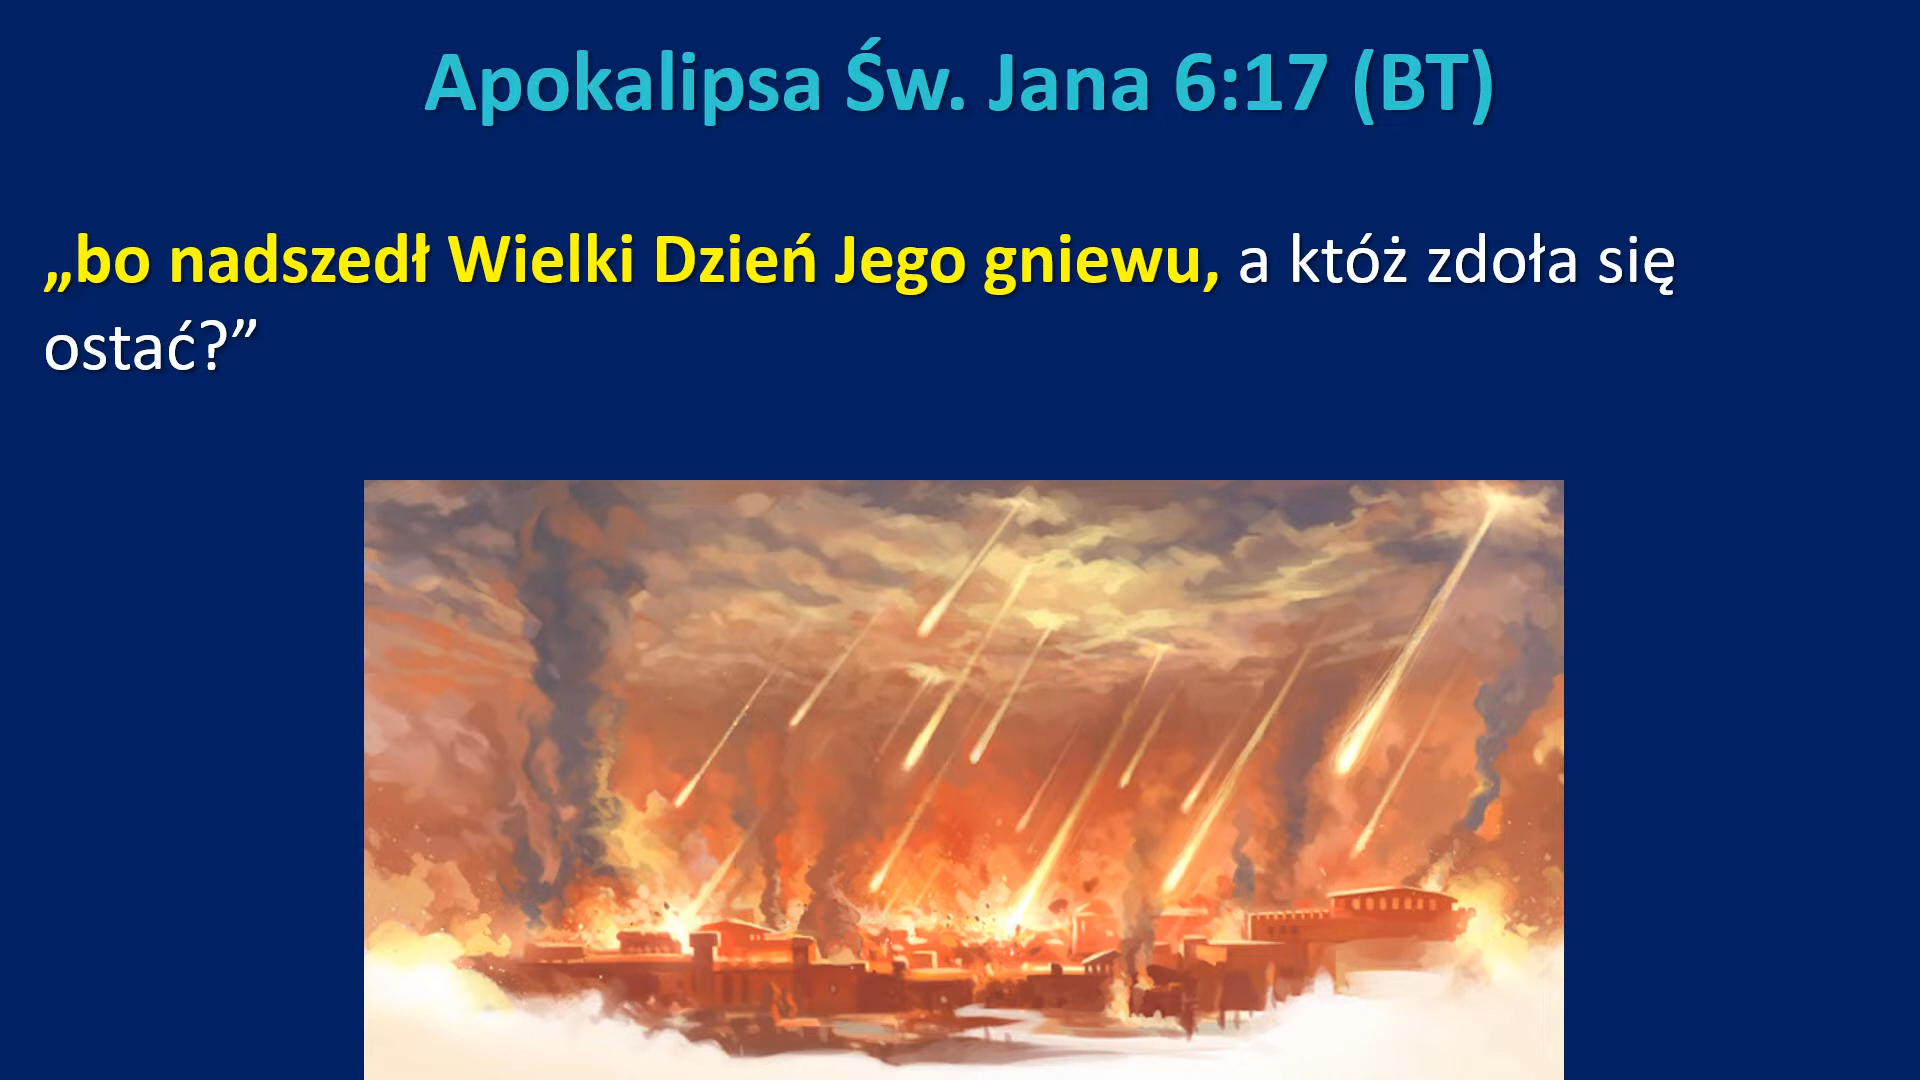 Apokalipsa Św. Jana 6:17 (BT)
„bo nadszedł Wielki Dzień Jego gniewu, a któż zdoła się
ostać?”